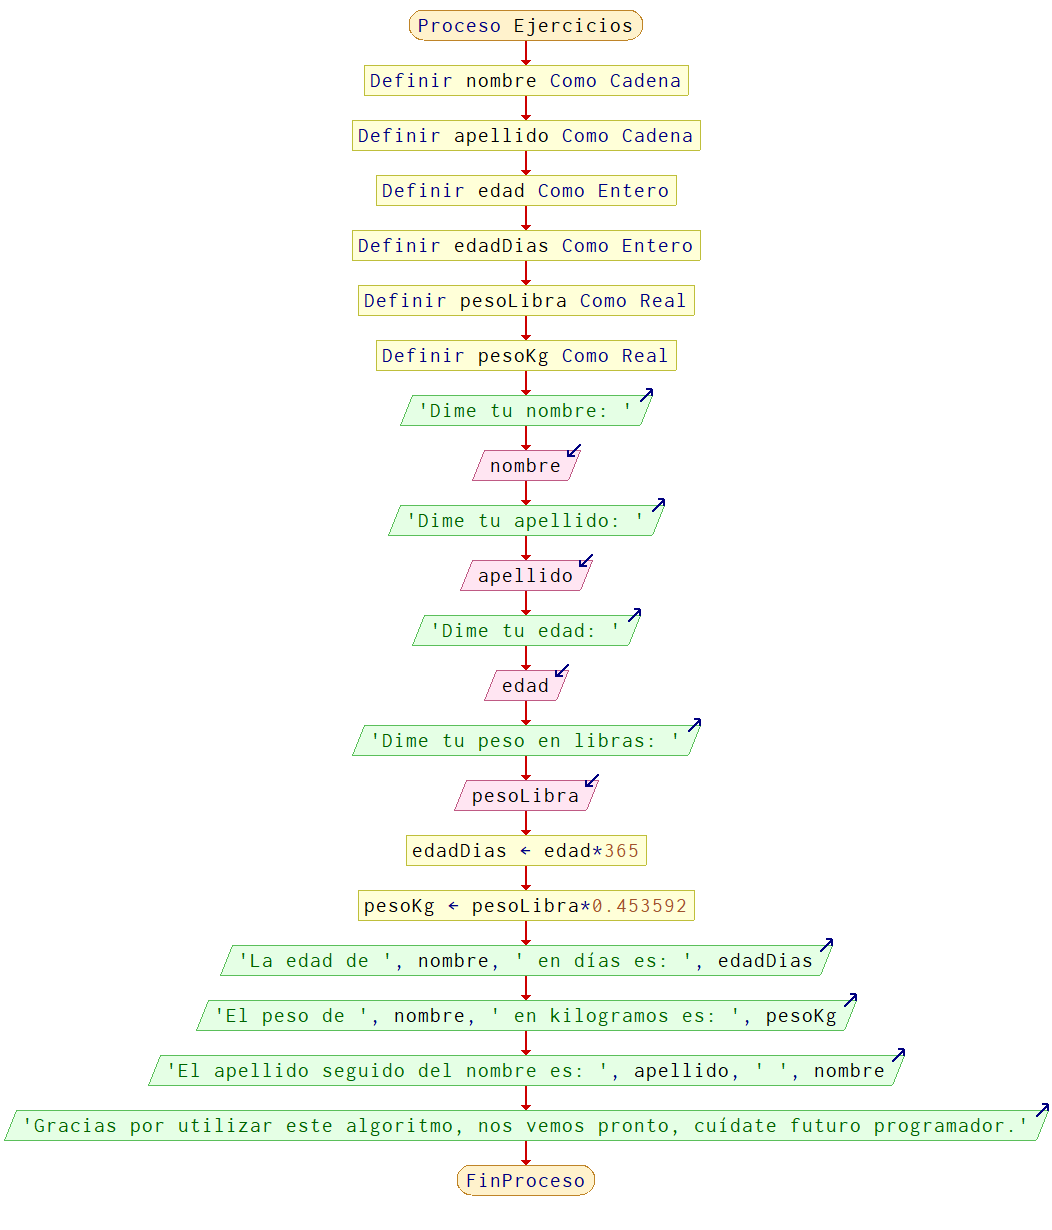 Proceso Ejercicios
Definir nombre Como Cadena
Definir apellido Como Cadena
Definir edad Como Entero
Definir edadDias Como Entero
Definir pesoLibra Como Real
Definir pesoKg Como Real
'Dime tu nombre: '
nombre
'Dime tu apellido: '
apellido
'Dime tu edad: '
edad
'Dime tu peso en libras: '
pesoLibra
edadDias ← edad*365
pesoKg ← pesoLibra*0.453592
'La edad de ', nombre, ' en días es: ', edadDias
'El peso de ', nombre, ' en kilogramos es: ', pesoKg
'El apellido seguido del nombre es: ', apellido, ' ', nombre
'Gracias por utilizar este algoritmo, nos vemos pronto, cuídate futuro programador.'
FinProceso